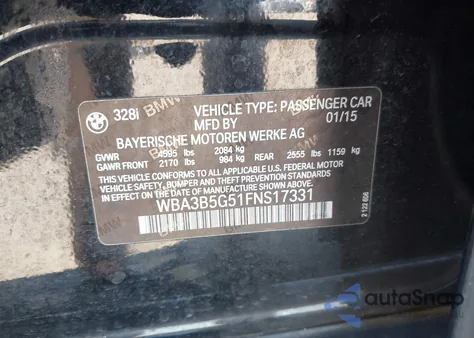 328i VEHICLE TYPE: PASSENGER CAR
MFD BY 01/15
BAYERISCHE MOTOREN WERKE AG
GVWR 4595 lbs 2084 kg
GAWR FRONT 2170 lbs 984 kg REAR 2555 lbs 1159 kg
THIS VEHICLE CONFORMS TO ALL APPLICABLE U.S. FEDERAL MOTOR
VEHICLE SAFETY, BUMPER, AND THEFT PREVENTION STANDARDS
IN EFFECT ON THE DATE OF MANUFACTURE SHOWN ABOVE.
WBA3B5G51FNS17331
BMW
autoSnap